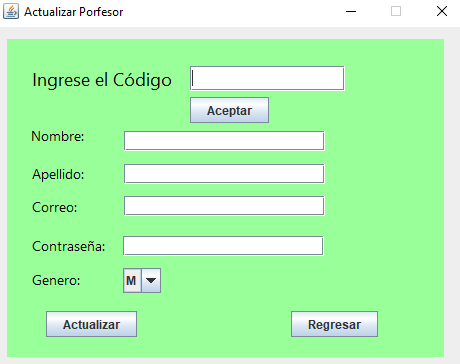 Actualizar Porfesor
Ingrese el Código
Aceptar
Nombre:
Apellido:
Correo:
Contraseña:
Genero: M
Actualizar Regresar